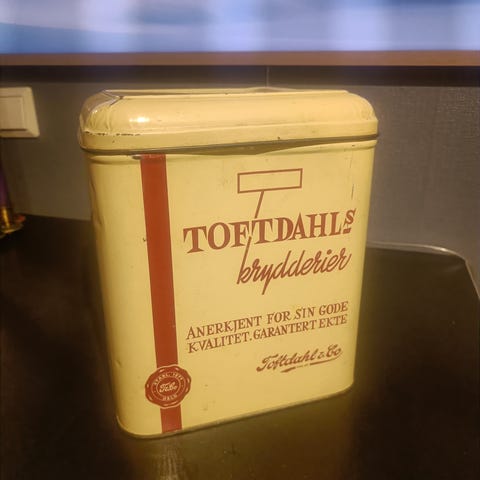 TOFTDAHLS
krydderier
ANERKJENT FOR SIN GODE
KVALITET. GARANTERT EKTE
Toftdahl & Co